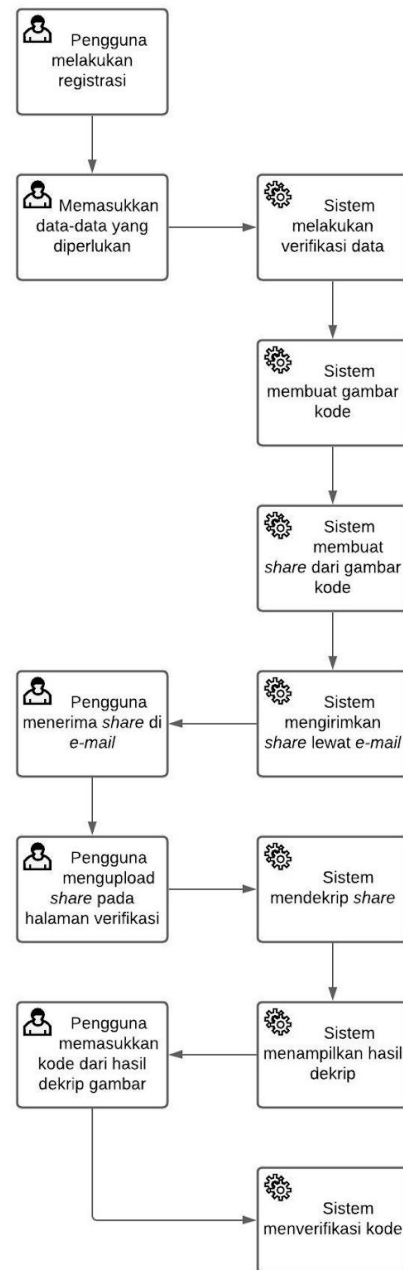 Pengguna
melakukan
registrasi
Memasukkan
data-data yang
diperlukan
Sistem
melakukan
verifikasi data
Sistem
membuat gambar
kode
Sistem
membuat
share dari gambar
kode
Sistem
mengirimkan
share lewat e-mail
Pengguna
menerima share di
e-mail
Pengguna
mengupload
share pada
halaman verifikasi
Sistem
mendekrip share
Sistem
menampilkan hasil
dekrip
Pengguna
memasukkan
kode dari hasil
dekrip gambar
Sistem
menverifikasi kode